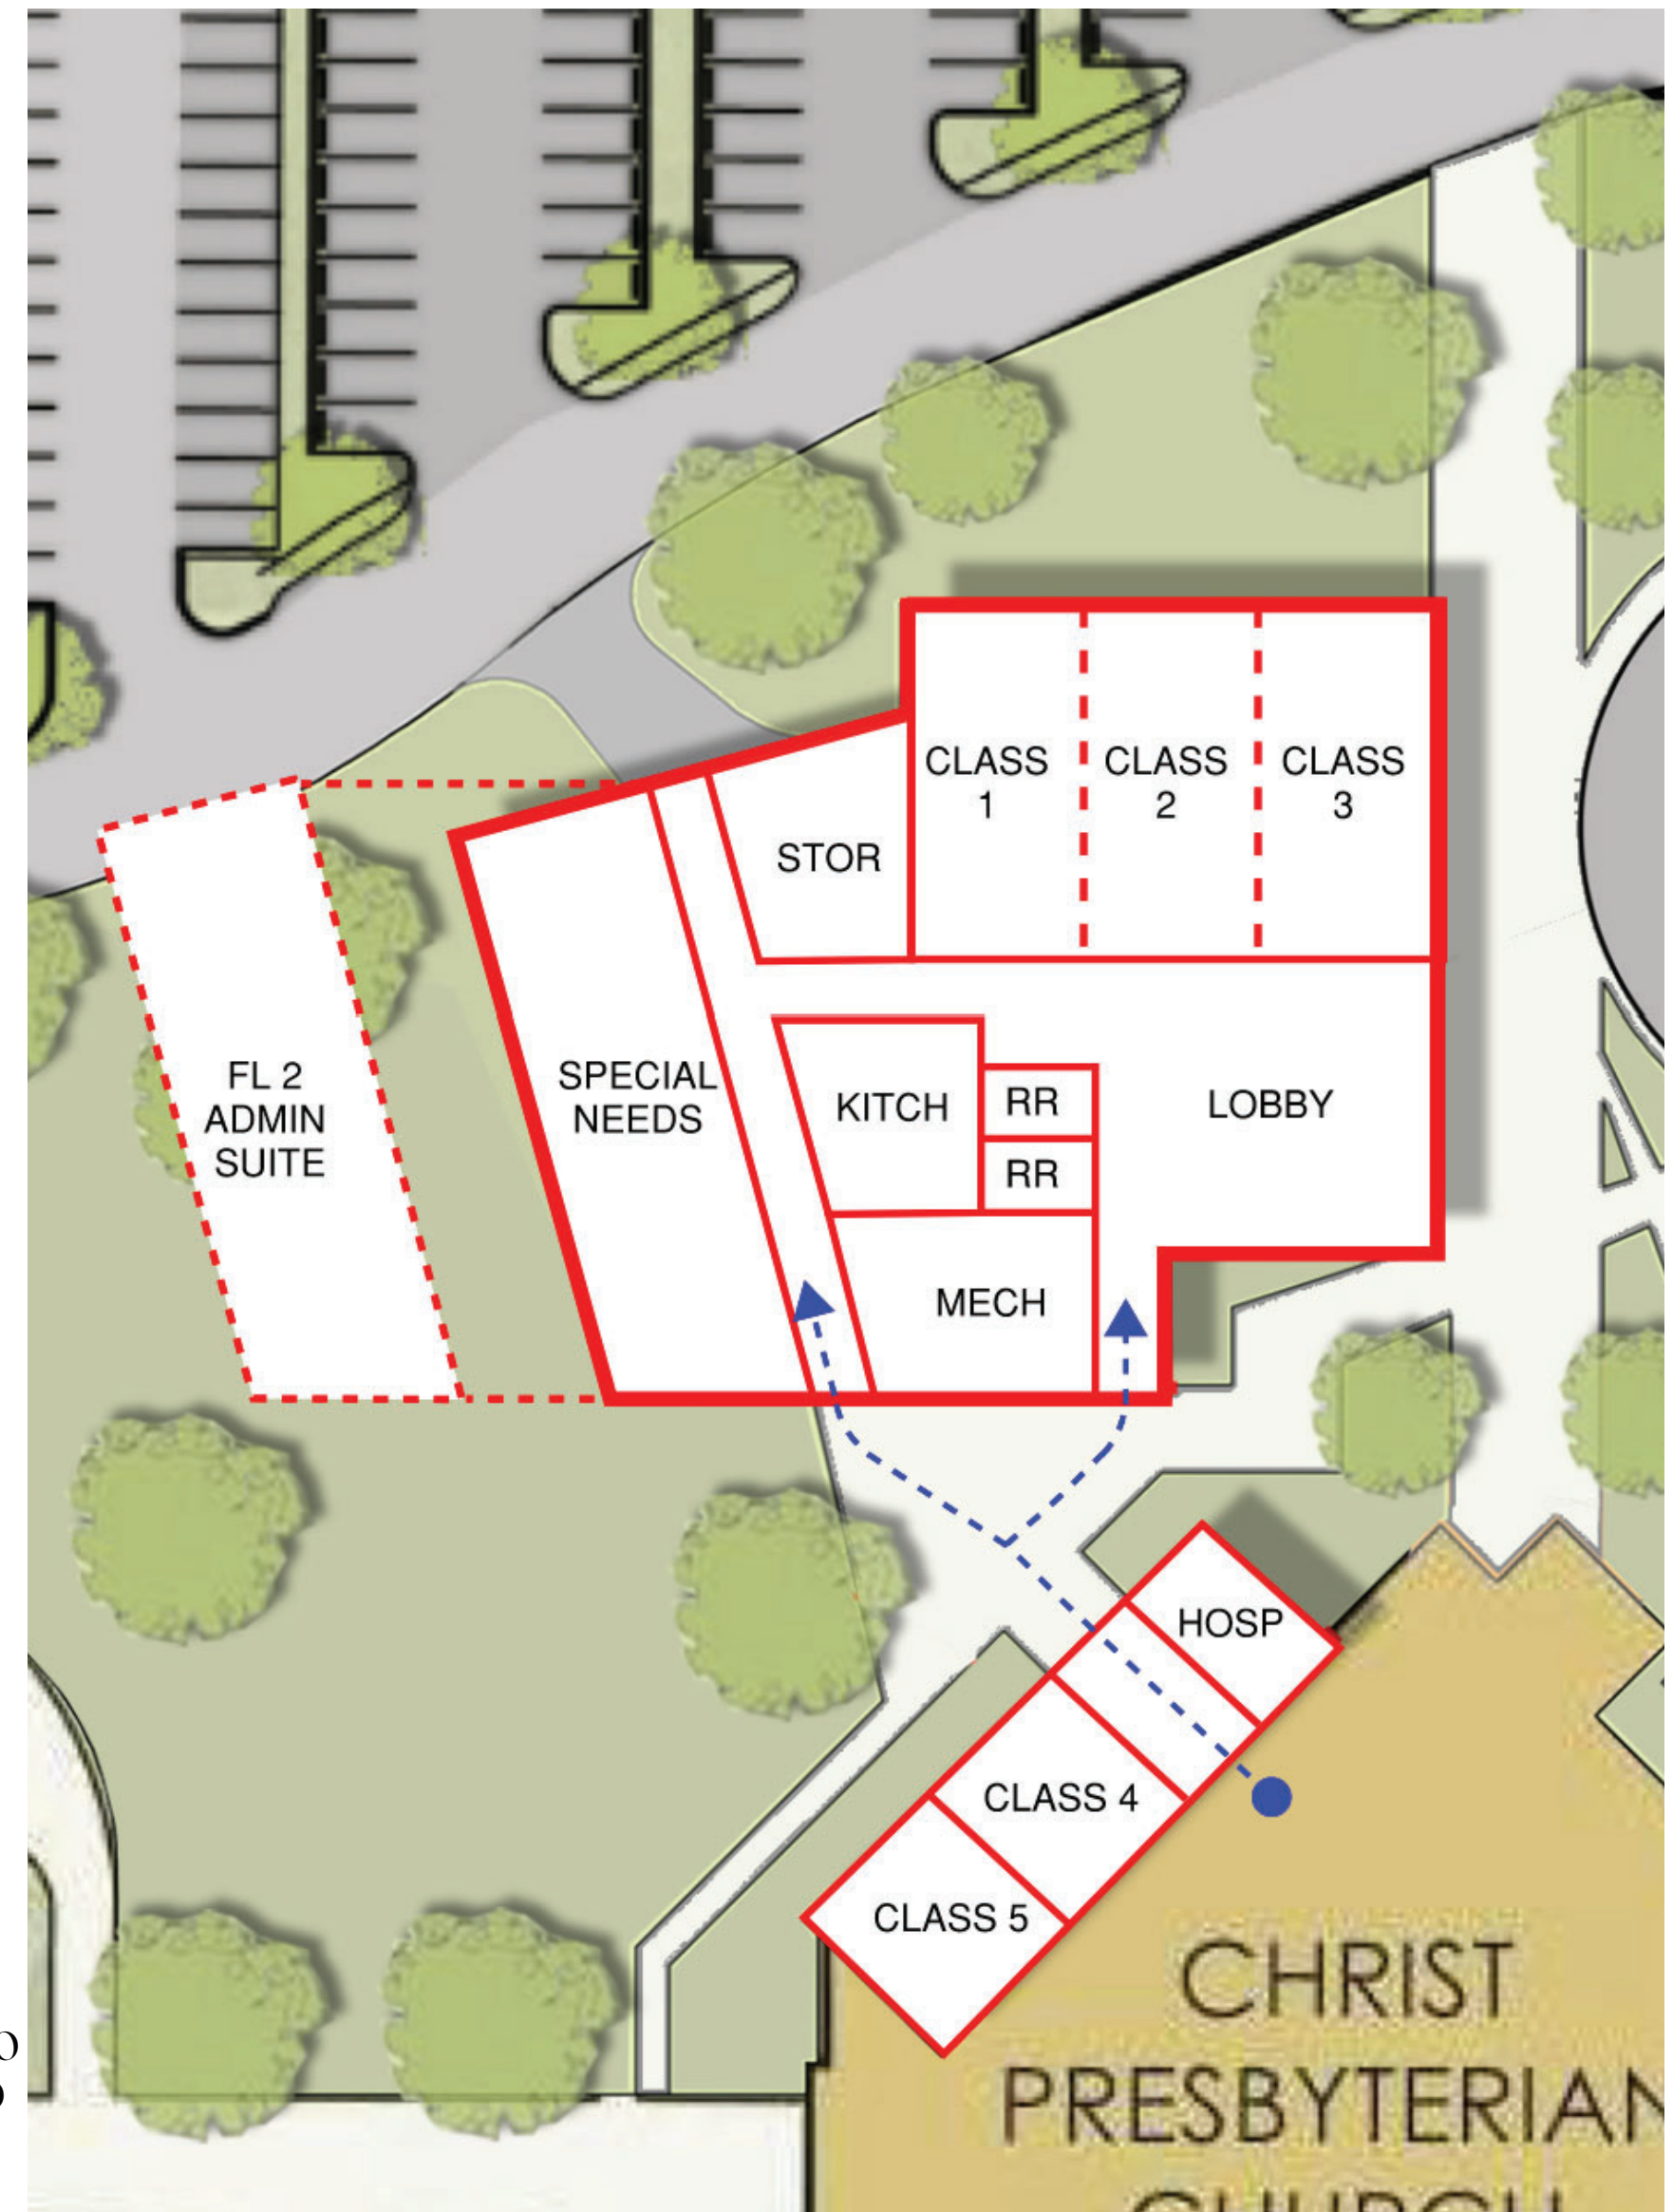 CLASS
1
CLASS
2
CLASS
3
STOR
SPECIAL
NEEDS
FL 2
ADMIN
SUITE
KITCH
RR
RR
LOBBY
MECH
HOSP
CLASS 4
CLASS 5
CHRIST
PRESBYTERIAN
CHURCH